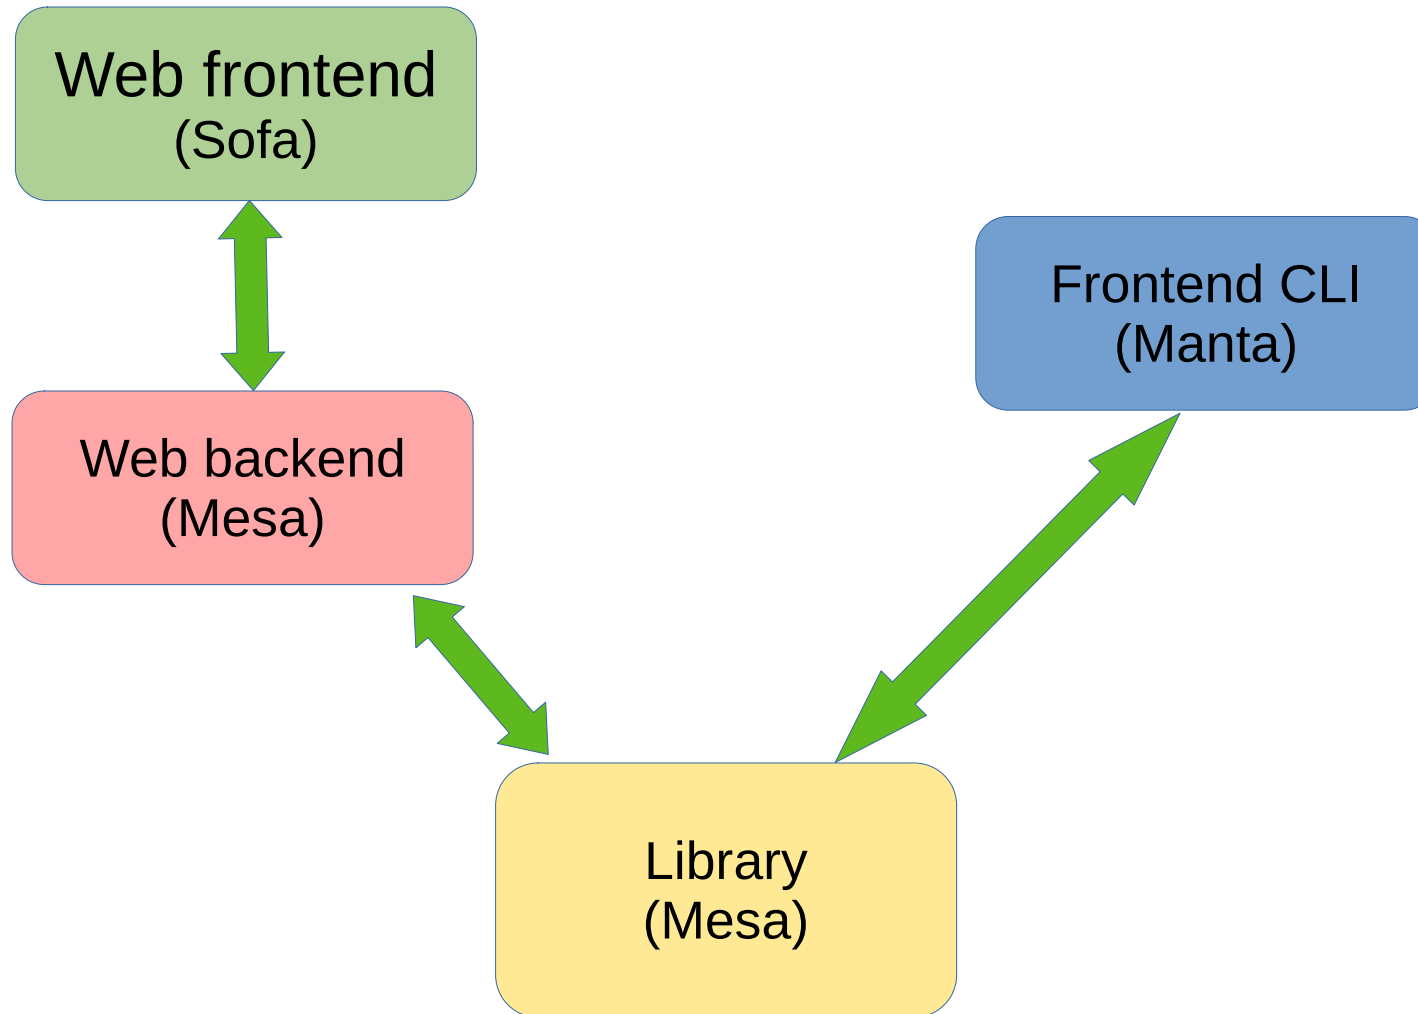 Web frontend
(Sofa)
Frontend CLI
(Manta)
Web backend
(Mesa)
Library
(Mesa)